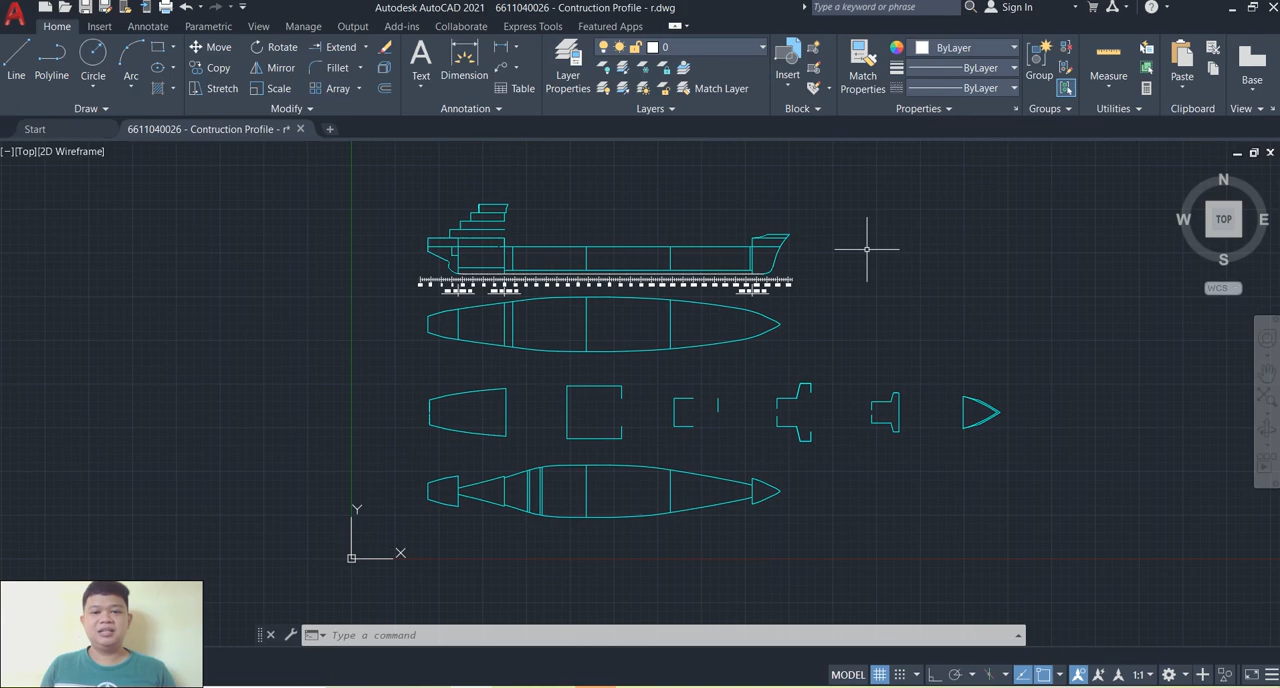 Autodesk AutoCAD 2021 6611040026 - Contruction Profile - r.dwg
Type a keyword or phrase
Sign In
Home Insert Annotate Parametric View Manage Output Add-ins Collaborate Express Tools Featured Apps
Line Polyline Circle Arc
Move Rotate Extend
Copy Mirror Fillet
Stretch Scale Array
Text Dimension Table
Layer Properties
0
Match Layer
Insert
Match Properties
ByLayer
ByLayer
ByLayer
Group Measure Paste Base
Draw Modify Annotation Layers Block Properties Groups Utilities Clipboard View
Start 6611040026 - Contruction Profile - r*
[−][Top][2D Wireframe]
N
W TOP E
S
WCS
Y
X
Type a command
MODEL 1:1